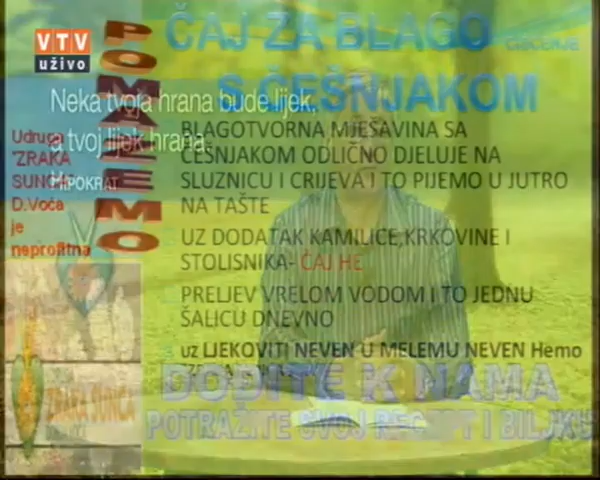 VTV
uživo
POMAŽEMO
ČAJ ZA BLAGO
S ČEŠNJAKOM
Neka tvoja hrana bude lijek,
a tvoj lijek hrana.
HIPOKRAT
Udruga
"ZRAKA
SUNCA"
D.Voća
je
neprofitna
BLAGOTVORNA MJEŠAVINA SA
ČEŠNJAKOM ODLIČNO DJELUJE NA
SLUZNICU I CRIJEVA I TO PIJEMO U JUTRO
NA TAŠTE
UZ DODATAK KAMILICE,KRKOVINE I
STOLISNIKA- ČAJ HE
PRELJEV VRELOM VODOM I TO JEDNU
ŠALICU DNEVNO
uz LJEKOVITI NEVEN U MELEMU NEVEN Hemo
ZRAKA SUNCA
DOĐITE K NAMA
POTRAŽITE SVOJ RECEPT I BILJKU